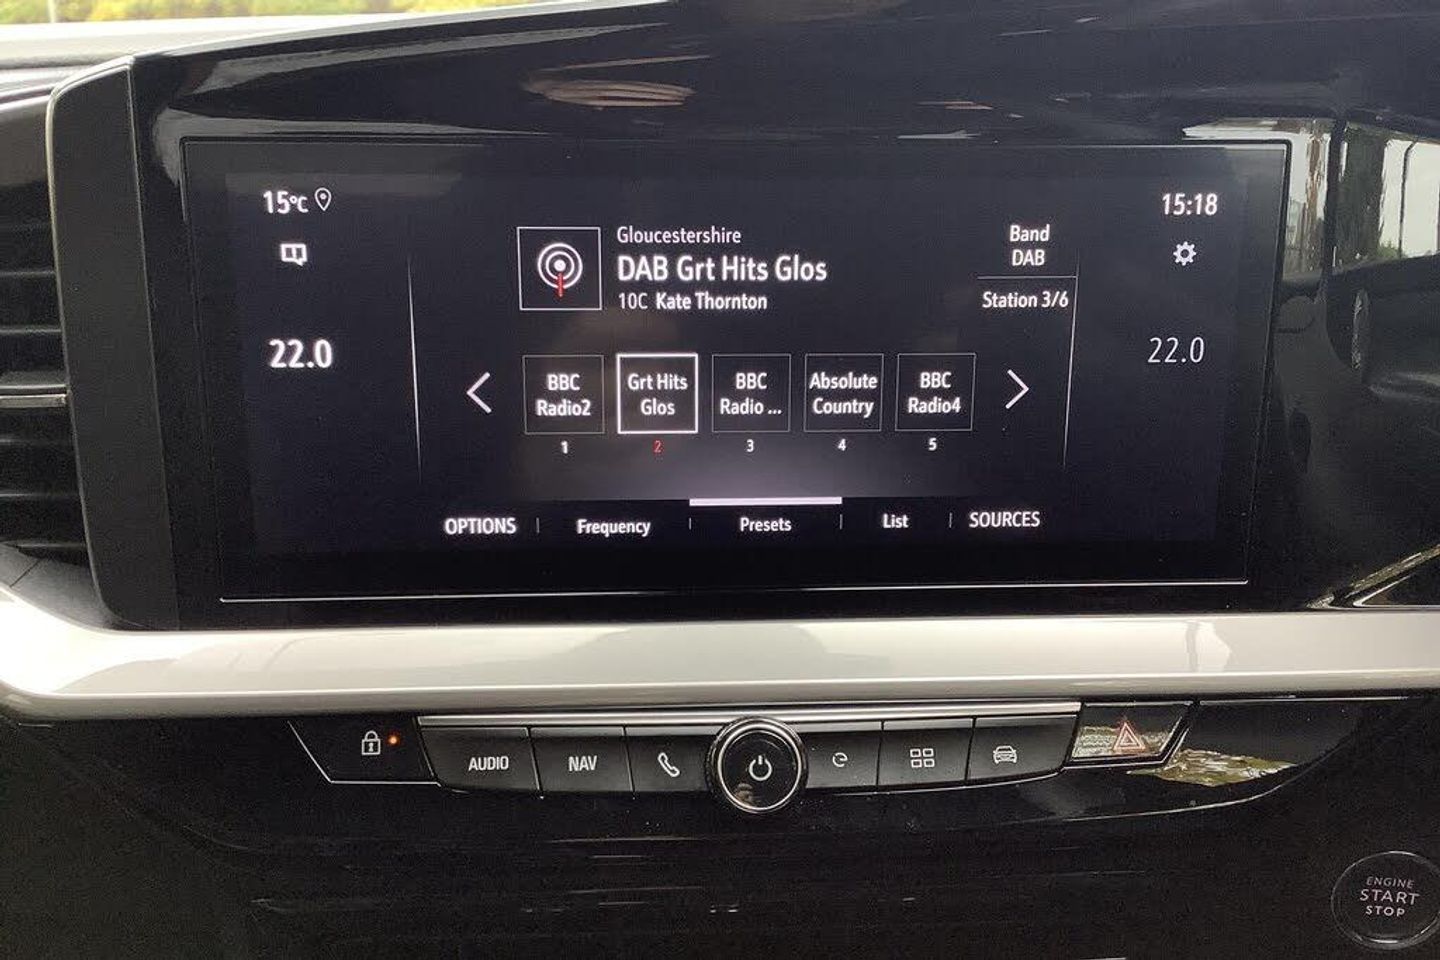 15°C
15:18
Gloucestershire
DAB Grt Hits Glos
10C Kate Thornton
Band
DAB
Station 3/6
22.0
22.0
BBC
Radio2
Grt Hits
Glos
BBC
Radio ...
Absolute
Country
BBC
Radio4
1
2
3
4
5
OPTIONS
Frequency
Presets
List
SOURCES
AUDIO
NAV
ENGINE
START
STOP